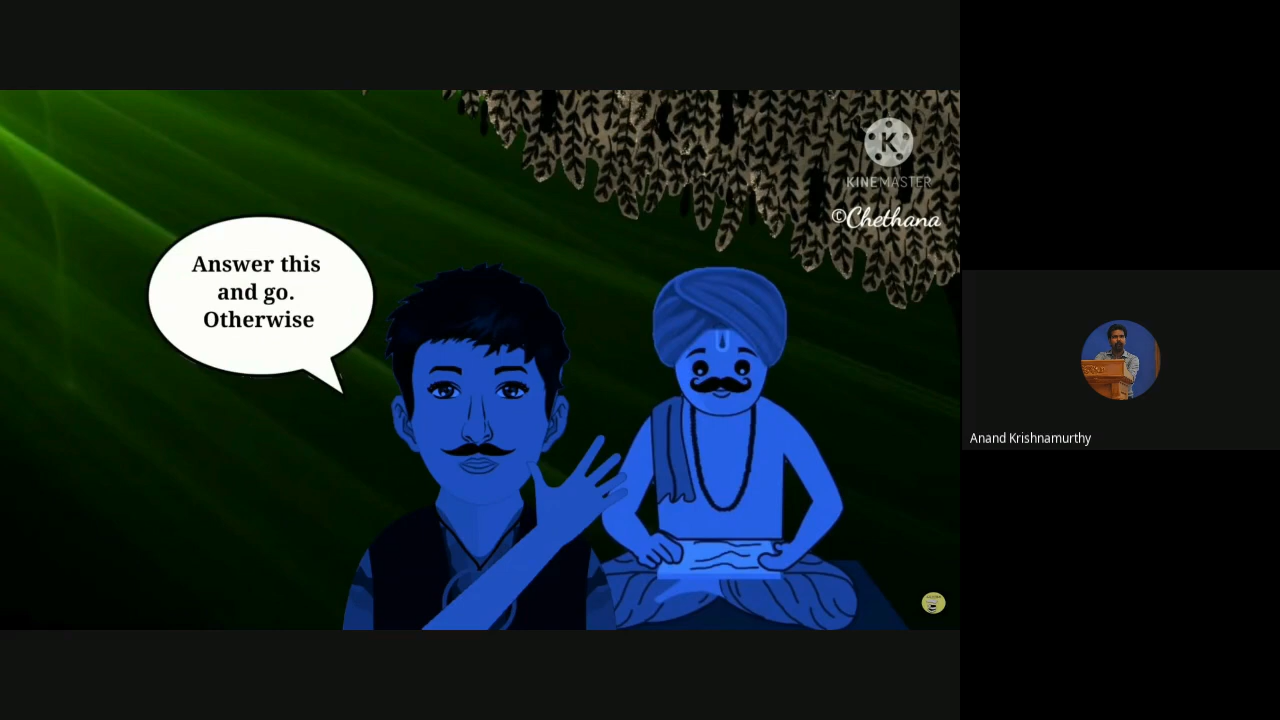 K
KINEMASTER
©Chethana
Answer this
and go.
Otherwise
Anand Krishnamurthy